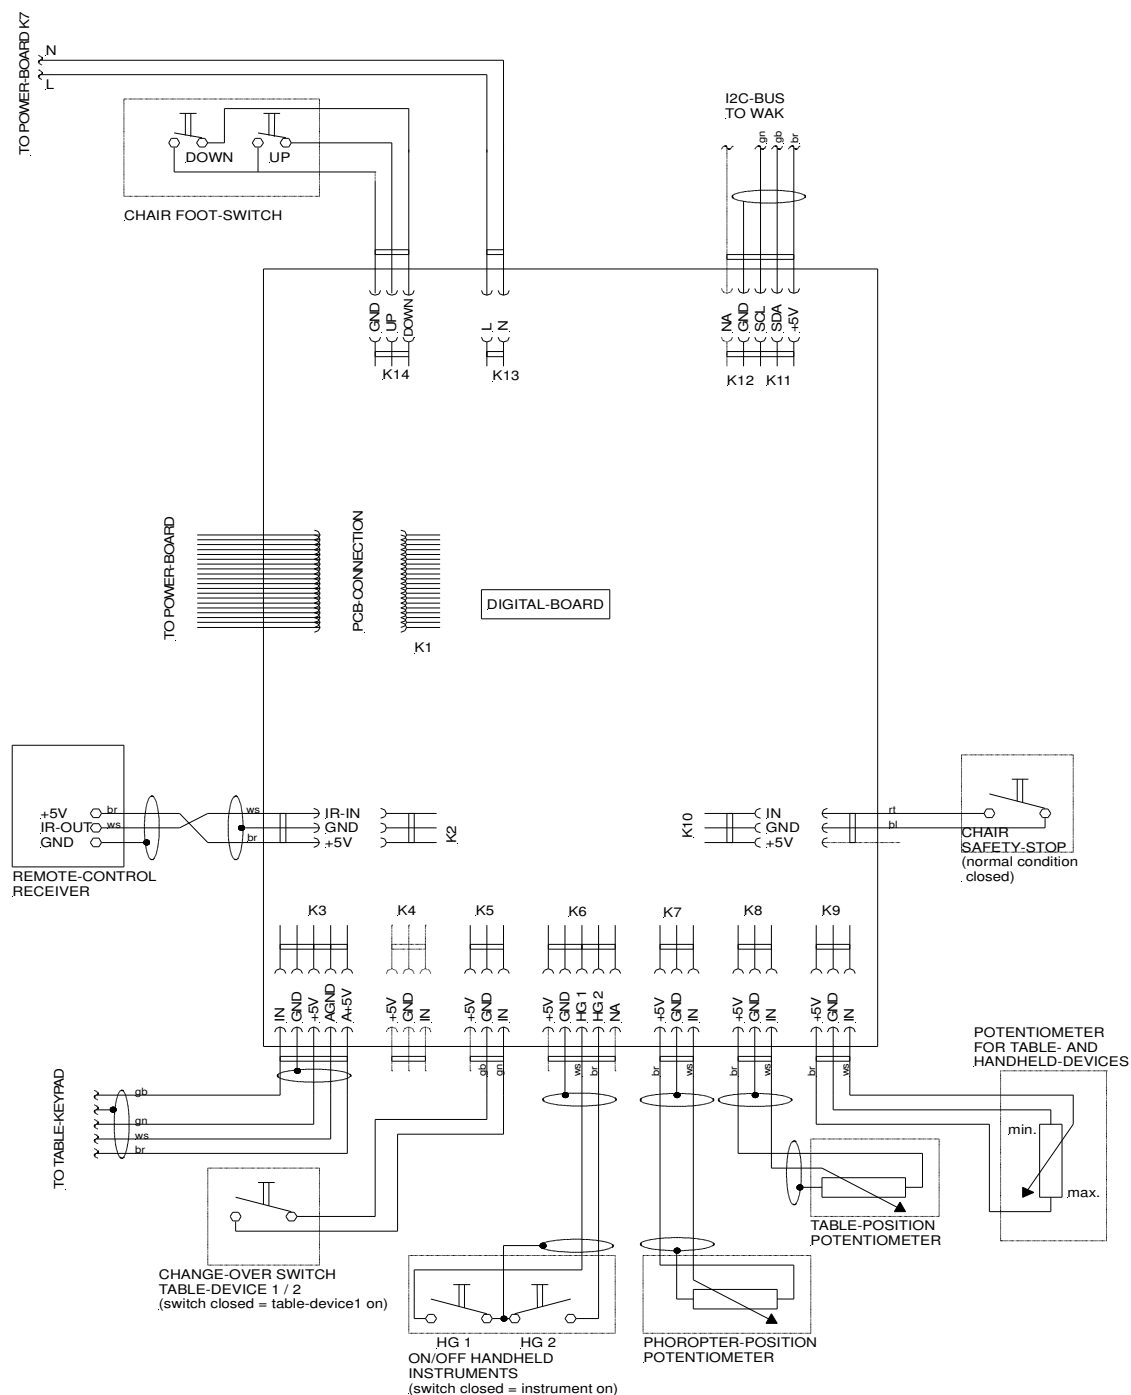 TO POWER-BOARD K7
N
L
I2C-BUS
TO WAK
gn
gb
br
DOWN
UP
CHAIR FOOT-SWITCH
GND
UP
DOWN
L
N
NA
GND
SCL
SDA
+5V
K14
K13
K12
K11
TO POWER-BOARD
PCB-CONNECTION
DIGITAL-BOARD
K1
+5V
IR-OUT
GND
br
ws
ws
br
IR-IN
GND
+5V
K2
K10
IN
GND
+5V
rt
bl
CHAIR
SAFETY-STOP
(normal condition
closed)
REMOTE-CONTROL
RECEIVER
K3
K4
K5
K6
K7
K8
K9
IN
GND
+5V
AGND
A+5V
+5V
GND
IN
+5V
GND
IN
+5V
GND
HG 1
HG 2
NA
+5V
GND
IN
+5V
GND
IN
+5V
GND
IN
gb
gn
ws
br
br
ws
br
ws
br
ws
POTENTIOMETER
FOR TABLE- AND
HANDHELD-DEVICES
TO TABLE-KEYPAD
gb
gn
ws
br
min.
max.
TABLE-POSITION
POTENTIOMETER
CHANGE-OVER SWITCH
TABLE-DEVICE 1 / 2
(switch closed = table-device1 on)
HG 1
HG 2
ON/OFF HANDHELD
INSTRUMENTS
(switch closed = instrument on)
PHOROPTER-POSITION
POTENTIOMETER